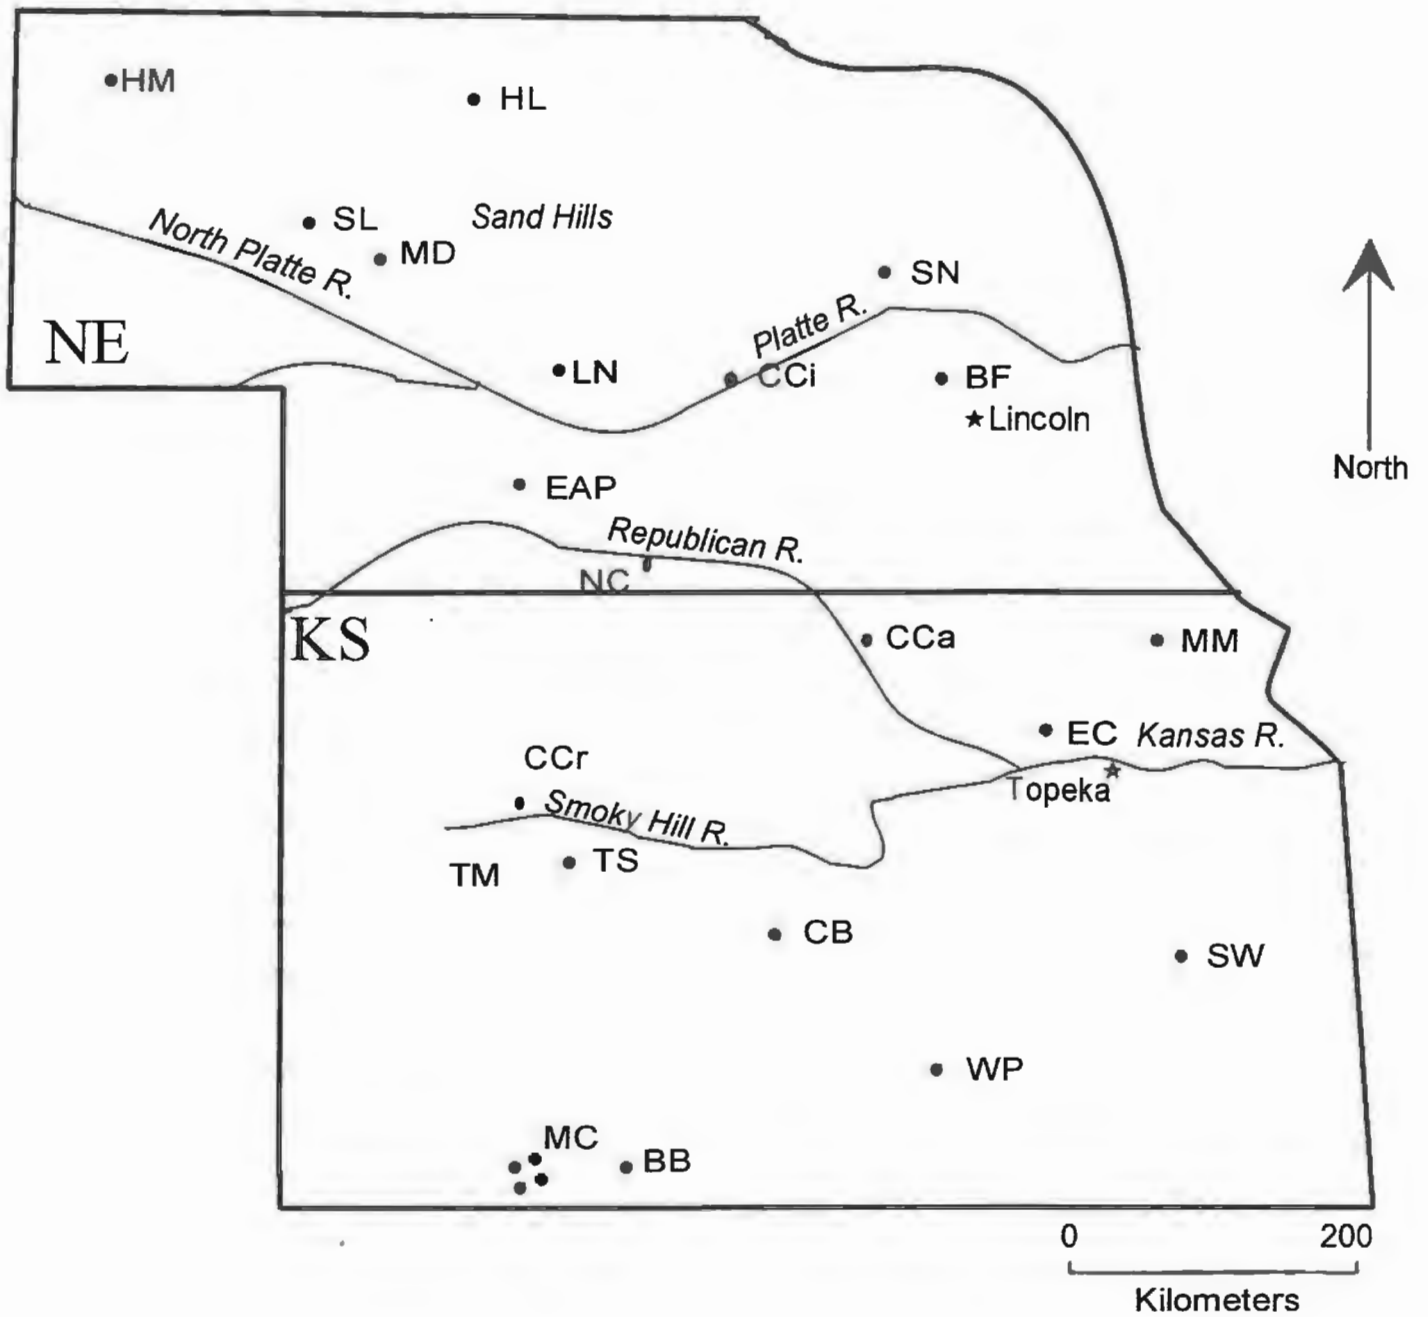 HM
HL
SL
Sand Hills
North Platte R.
MD
SN
NE
Platte R.
LN
CCi
BF
Lincoln
North
EAP
Republican R.
NC
KS
CCa
MM
EC
Kansas R.
CCr
Topeka
Smoky Hill R.
TM
TS
CB
SW
WP
MC
BB
0
200
Kilometers